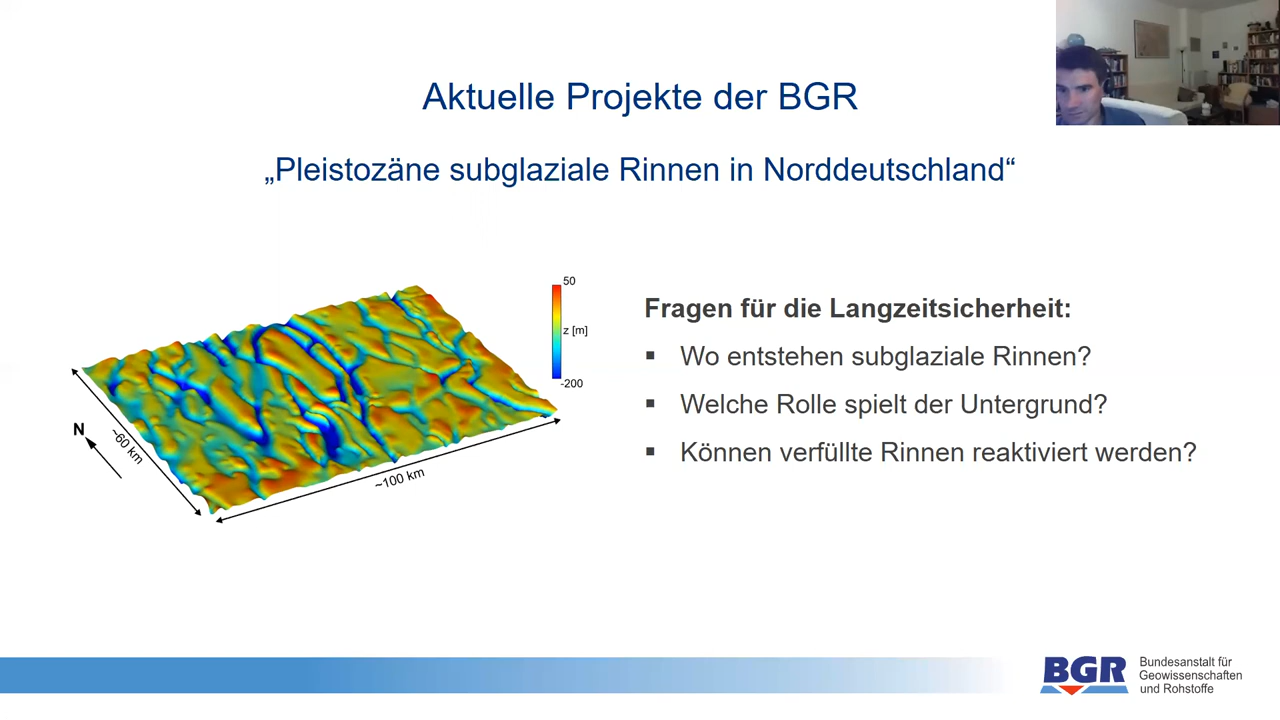 Aktuelle Projekte der BGR
„Pleistozäne subglaziale Rinnen in Norddeutschland“
50
z [m]
-200
N
~60 km
~100 km
Fragen für die Langzeitsicherheit:
▪ Wo entstehen subglaziale Rinnen?
▪ Welche Rolle spielt der Untergrund?
▪ Können verfüllte Rinnen reaktiviert werden?
BGR
Bundesanstalt für
Geowissenschaften
und Rohstoffe